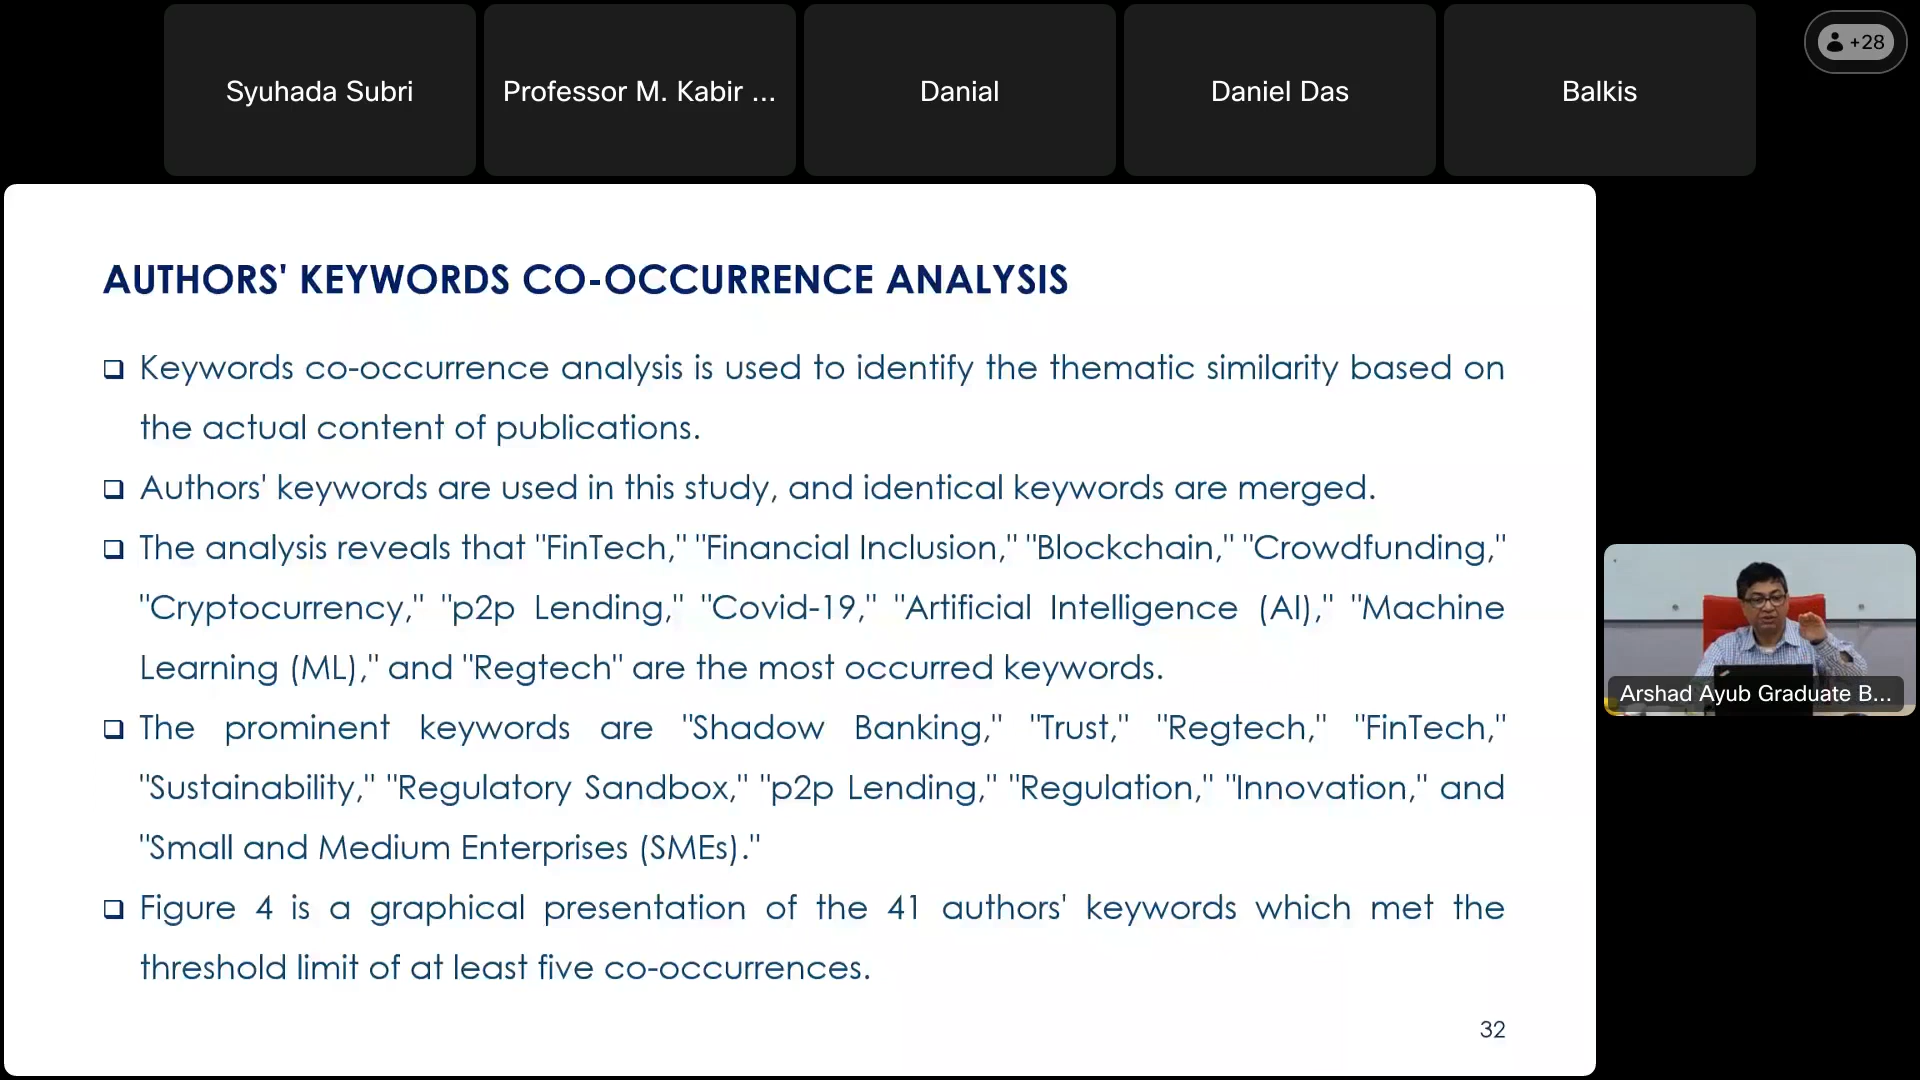 Syuhada Subri
Professor M. Kabir ...
Danial
Daniel Das
Balkis
+28
AUTHORS' KEYWORDS CO-OCCURRENCE ANALYSIS
Keywords co-occurrence analysis is used to identify the thematic similarity based on
the actual content of publications.
Authors' keywords are used in this study, and identical keywords are merged.
The analysis reveals that "FinTech," "Financial Inclusion," "Blockchain," "Crowdfunding,"
"Cryptocurrency," "p2p Lending," "Covid-19," "Artificial Intelligence (AI)," "Machine
Learning (ML)," and "Regtech" are the most occurred keywords.
The prominent keywords are "Shadow Banking," "Trust," "Regtech," "FinTech,"
"Sustainability," "Regulatory Sandbox," "p2p Lending," "Regulation," "Innovation," and
"Small and Medium Enterprises (SMEs)."
Figure 4 is a graphical presentation of the 41 authors' keywords which met the
threshold limit of at least five co-occurrences.
32
Arshad Ayub Graduate B...